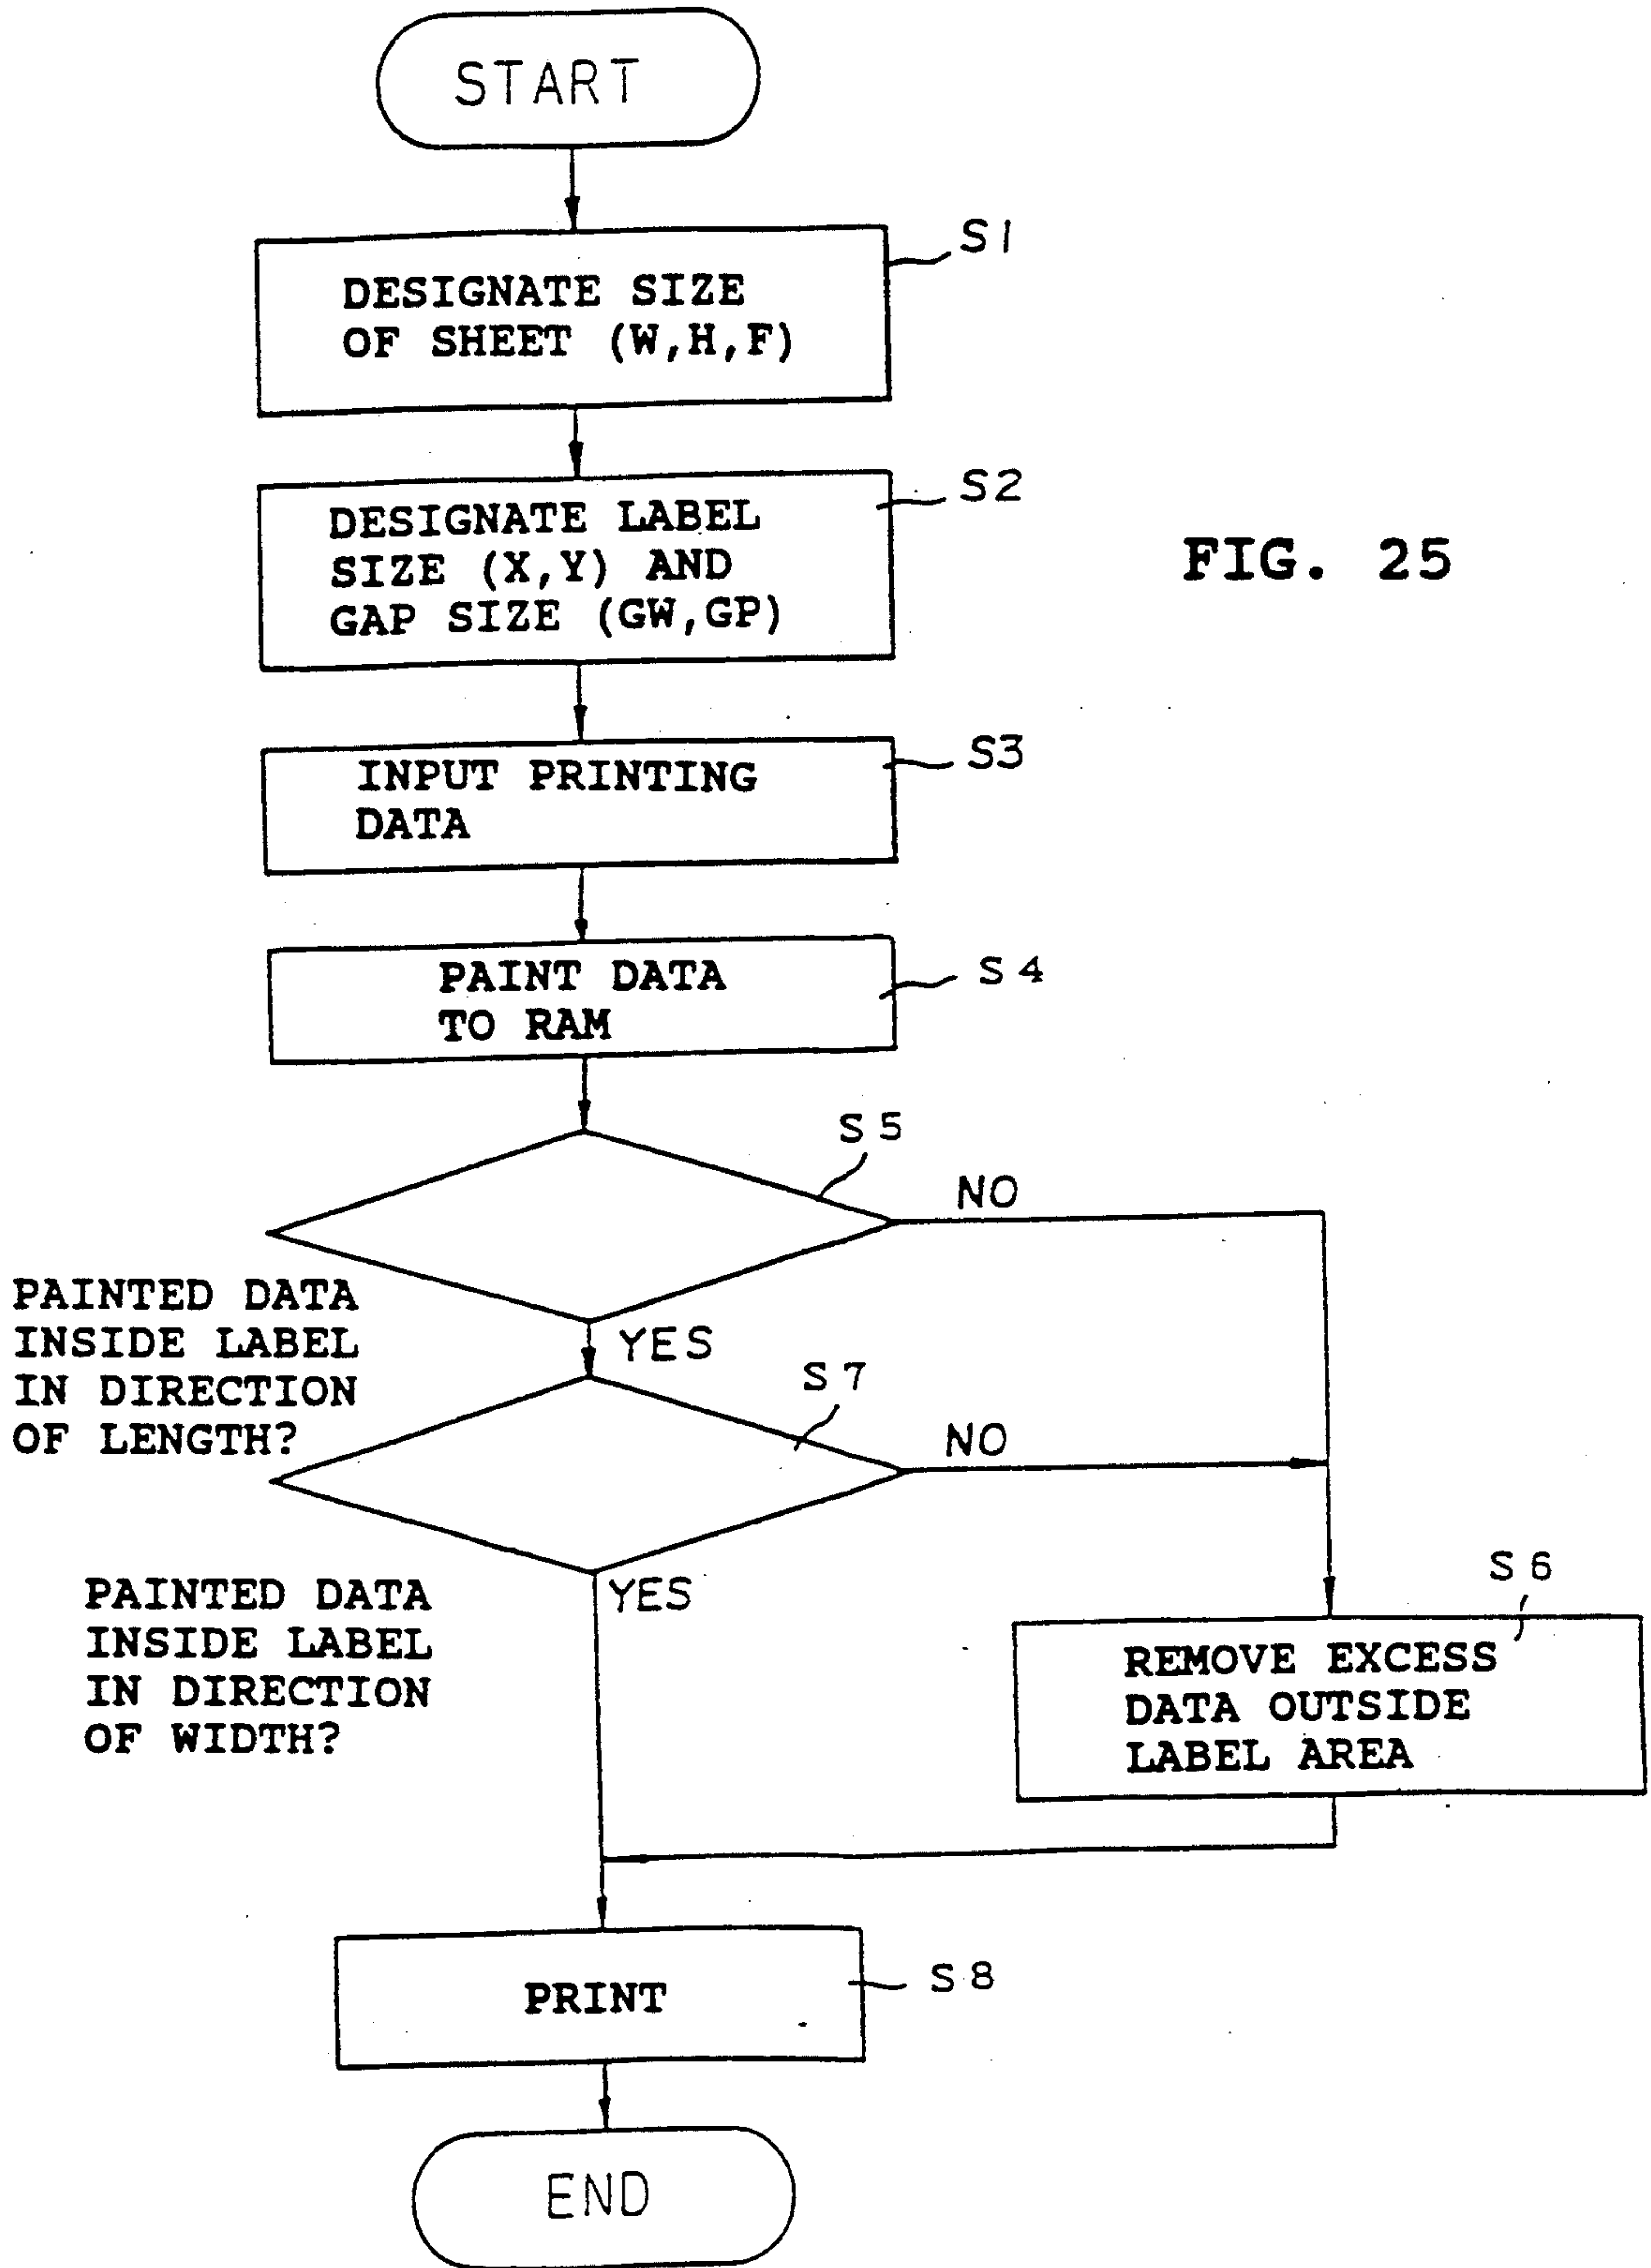 START
S1
DESIGNATE SIZE
OF SHEET (W,H,F)
S2
DESIGNATE LABEL
SIZE (X,Y) AND
GAP SIZE (GW,GP)
FIG. 25
S3
INPUT PRINTING
DATA
S4
PAINT DATA
TO RAM
S5
NO
PAINTED DATA
INSIDE LABEL
IN DIRECTION
OF LENGTH?
YES
S7
NO
PAINTED DATA
INSIDE LABEL
IN DIRECTION
OF WIDTH?
YES
S6
REMOVE EXCESS
DATA OUTSIDE
LABEL AREA
PRINT
S8
END